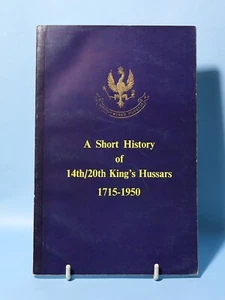 A Short History
of
14th/20th King's Hussars
1715-1950